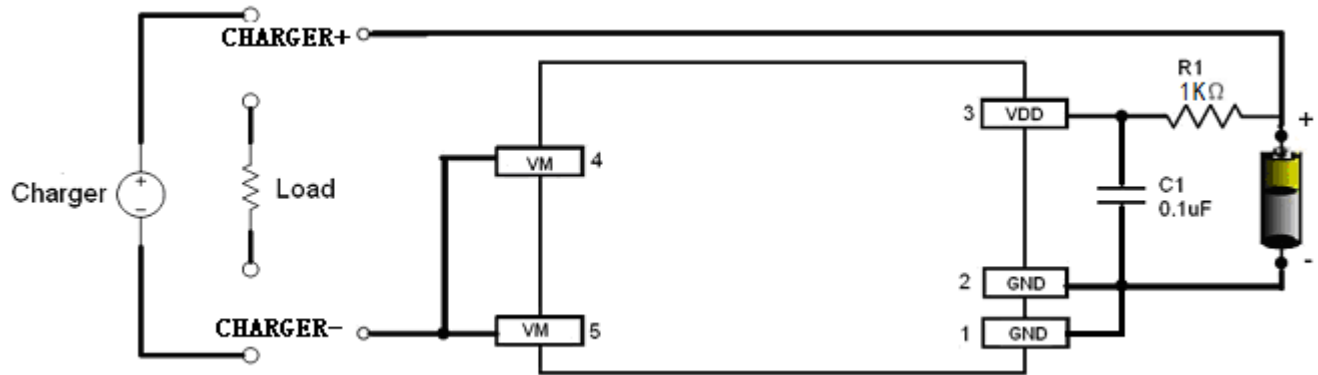 CHARGER+
R1
1KΩ
3 VDD
+
VM 4
Charger
+
−
Load
C1
0.1uF
2 GND
-
CHARGER-
VM 5
1 GND